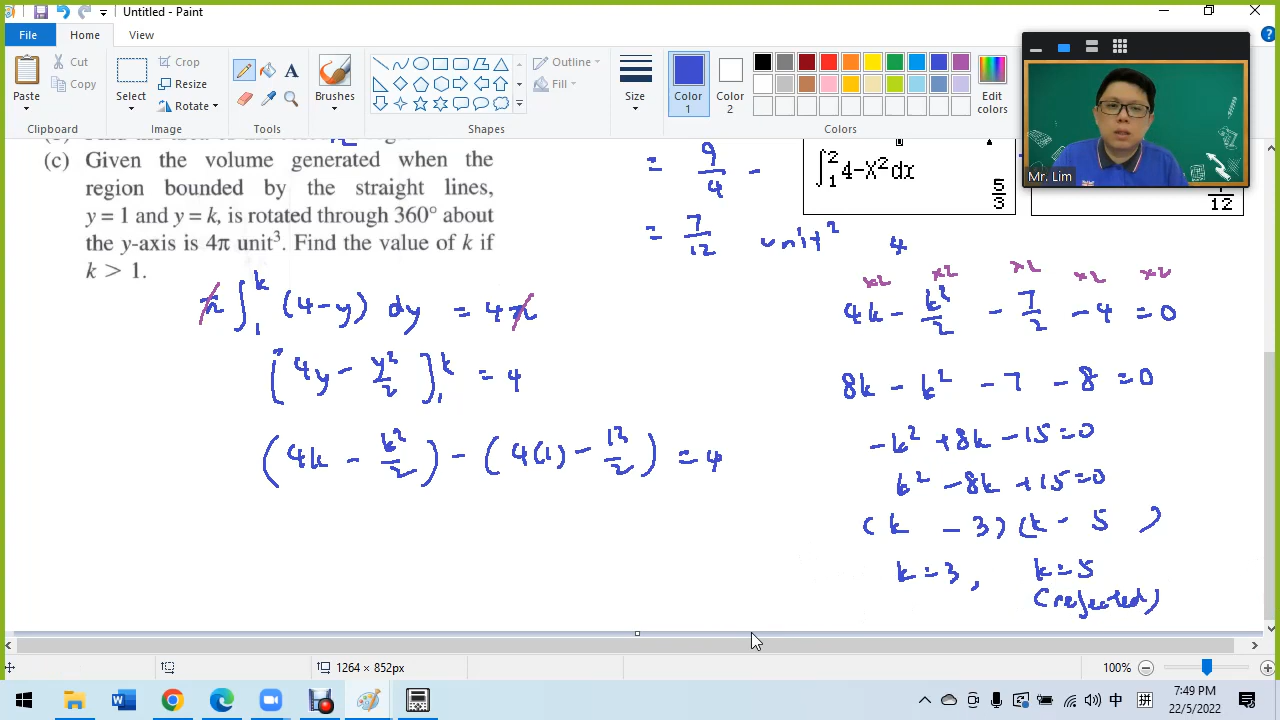 Untitled - Paint
File Home View
Paste
Cut
Copy
Clipboard
Select
Crop
Resize
Rotate
Image
Tools
Brushes
Shapes
Outline
Fill
Size
Color 1
Color 2
Colors
Edit colors
Mr. Lim
(c) Given the volume generated when the
region bounded by the straight lines,
y = 1 and y = k, is rotated through 360° about
the y-axis is 4π unit³. Find the value of k if
k > 1.
= 9/4 -
= 7/12 unit²
4
∫₁² 4-X²dx
5/3
12
π ∫₁ᵏ (4-y) dy = 4π
[4y - y²/2]₁ᵏ = 4
(4k - k²/2) - (4(1) - 1²/2) = 4
×2 ×2 ×2 ×2 ×2
4k - k²/2 - 7/2 - 4 = 0
8k - k² - 7 - 8 = 0
-k² + 8k - 15 = 0
k² - 8k + 15 = 0
(k - 3)(k - 5 )
k = 3, k = 5
(rejected)
1264 × 852px
100%
中
拼
7:49 PM
22/5/2022